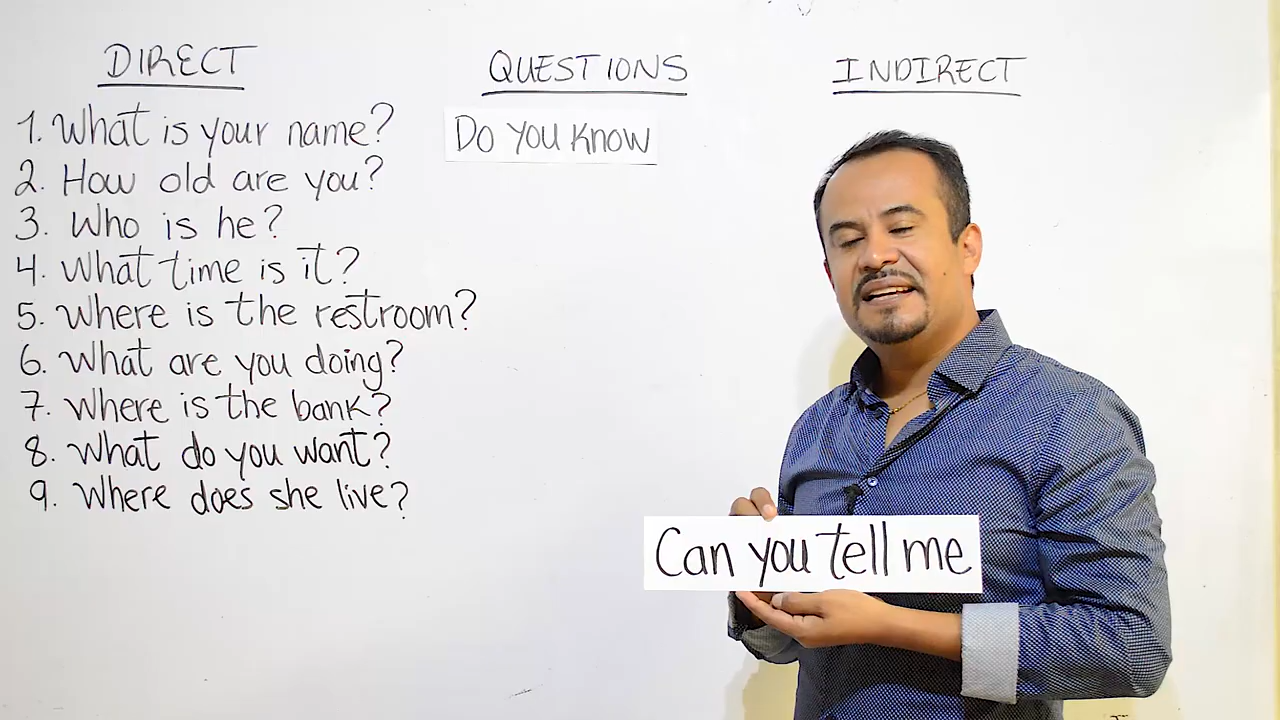 DIRECT QUESTIONS INDIRECT
1. What is your name?
Do you know
2. How old are you?
3. Who is he?
4. What time is it?
5. Where is the restroom?
6. What are you doing?
7. Where is the bank?
8. What do you want?
9. Where does she live?
Can you tell me